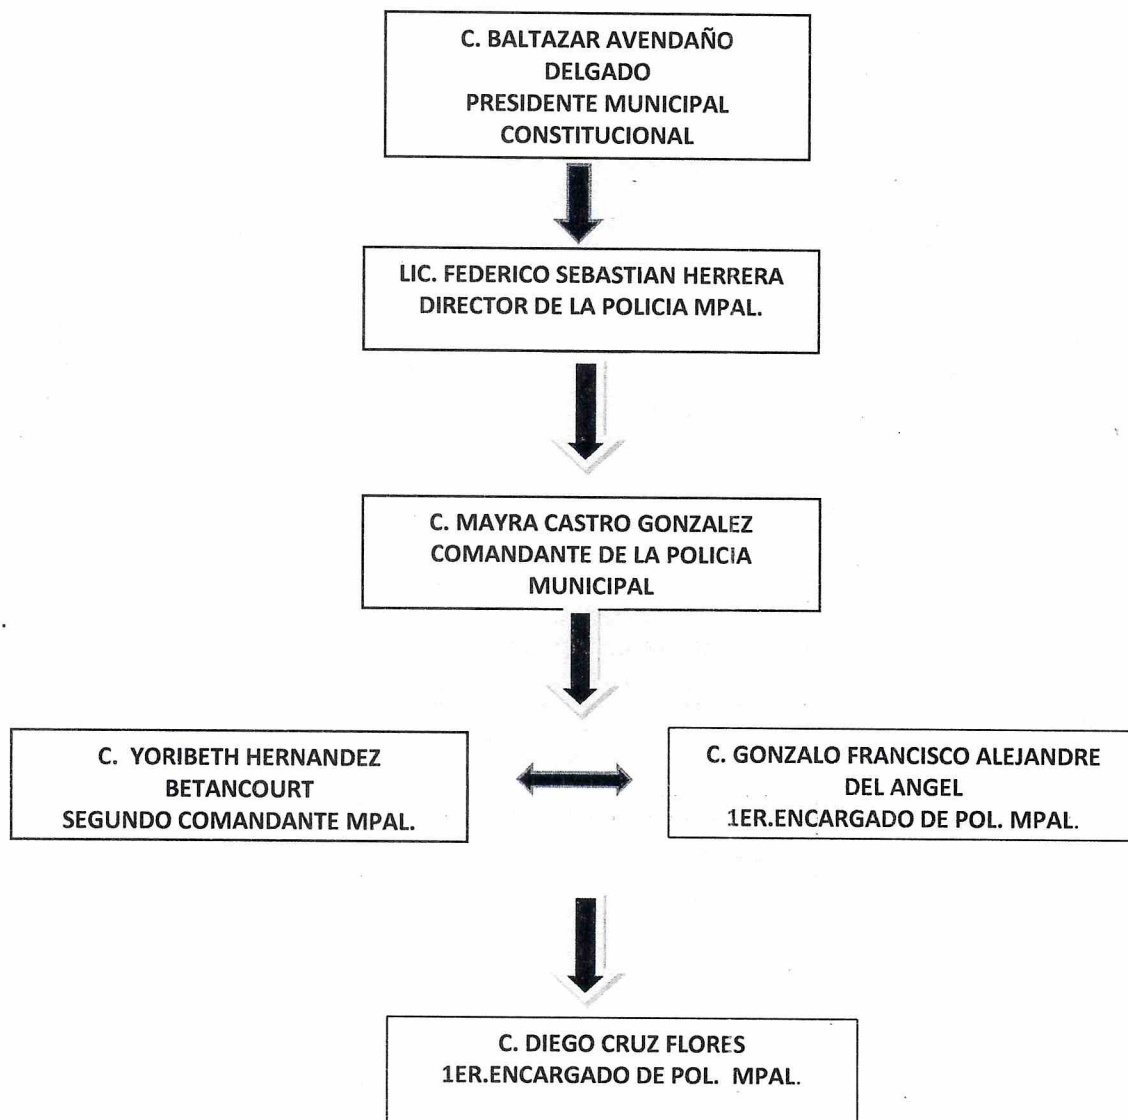 C. BALTAZAR AVENDAÑO
DELGADO
PRESIDENTE MUNICIPAL
CONSTITUCIONAL
LIC. FEDERICO SEBASTIAN HERRERA
DIRECTOR DE LA POLICIA MPAL.
C. MAYRA CASTRO GONZALEZ
COMANDANTE DE LA POLICIA
MUNICIPAL
C. YORIBETH HERNANDEZ
BETANCOURT
SEGUNDO COMANDANTE MPAL.
C. GONZALO FRANCISCO ALEJANDRE
DEL ANGEL
1ER.ENCARGADO DE POL. MPAL.
C. DIEGO CRUZ FLORES
1ER.ENCARGADO DE POL. MPAL.